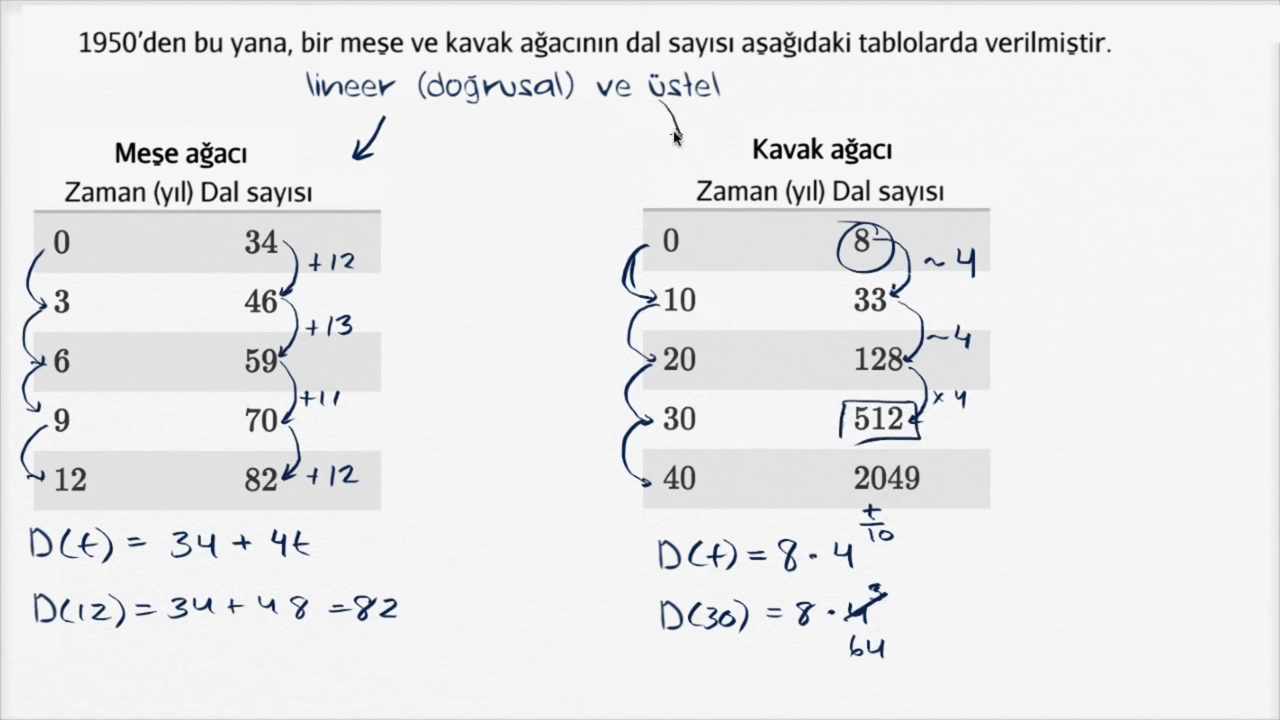 1950'den bu yana, bir meşe ve kavak ağacının dal sayısı aşağıdaki tablolarda verilmiştir.
lineer (doğrusal) ve üstel
Meşe ağacı
Zaman (yıl) Dal sayısı
0 34
+12
3 46
+13
6 59
+11
9 70
+12
12 82
D(t) = 34 + 4t
D(12) = 34 + 48 = 82
Kavak ağacı
Zaman (yıl) Dal sayısı
0 8
~4
10 33
~4
20 128
×4
30 512
40 2049
D(t) = 8 · 4^(t/10)
D(30) = 8 · 4^3
64